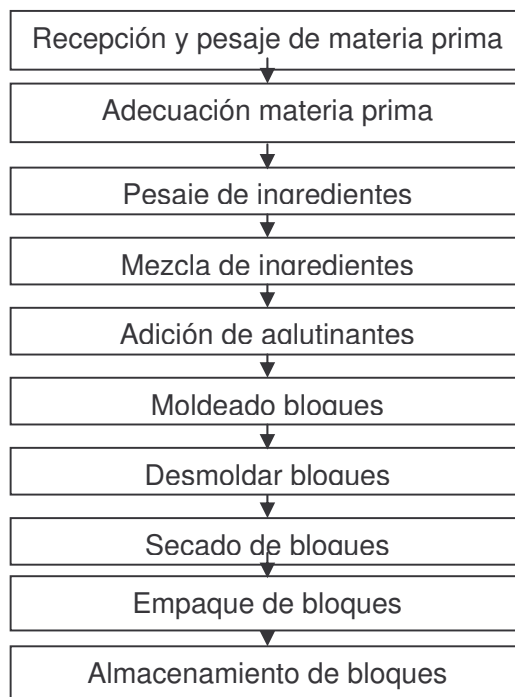 Recepción y pesaje de materia prima
Adecuación materia prima
Pesaje de ingredientes
Mezcla de ingredientes
Adición de aglutinantes
Moldeado bloques
Desmoldar bloques
Secado de bloques
Empaque de bloques
Almacenamiento de bloques